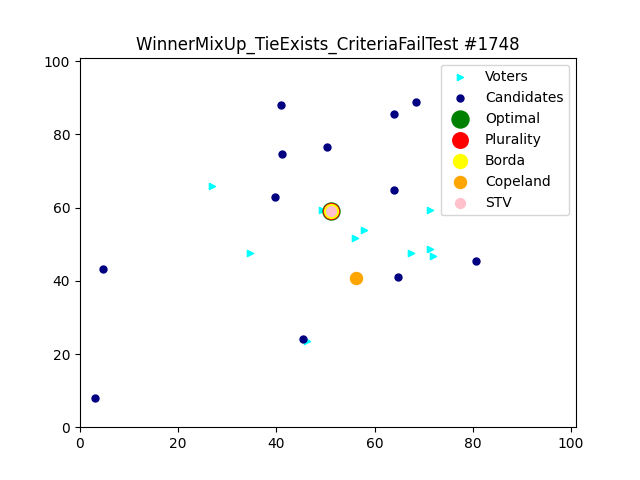 WinnerMixUp_TieExists_CriteriaFailTest #1748
Voters
Candidates
Optimal
Plurality
Borda
Copeland
STV
100
80
60
40
20
0
0 20 40 60 80 100